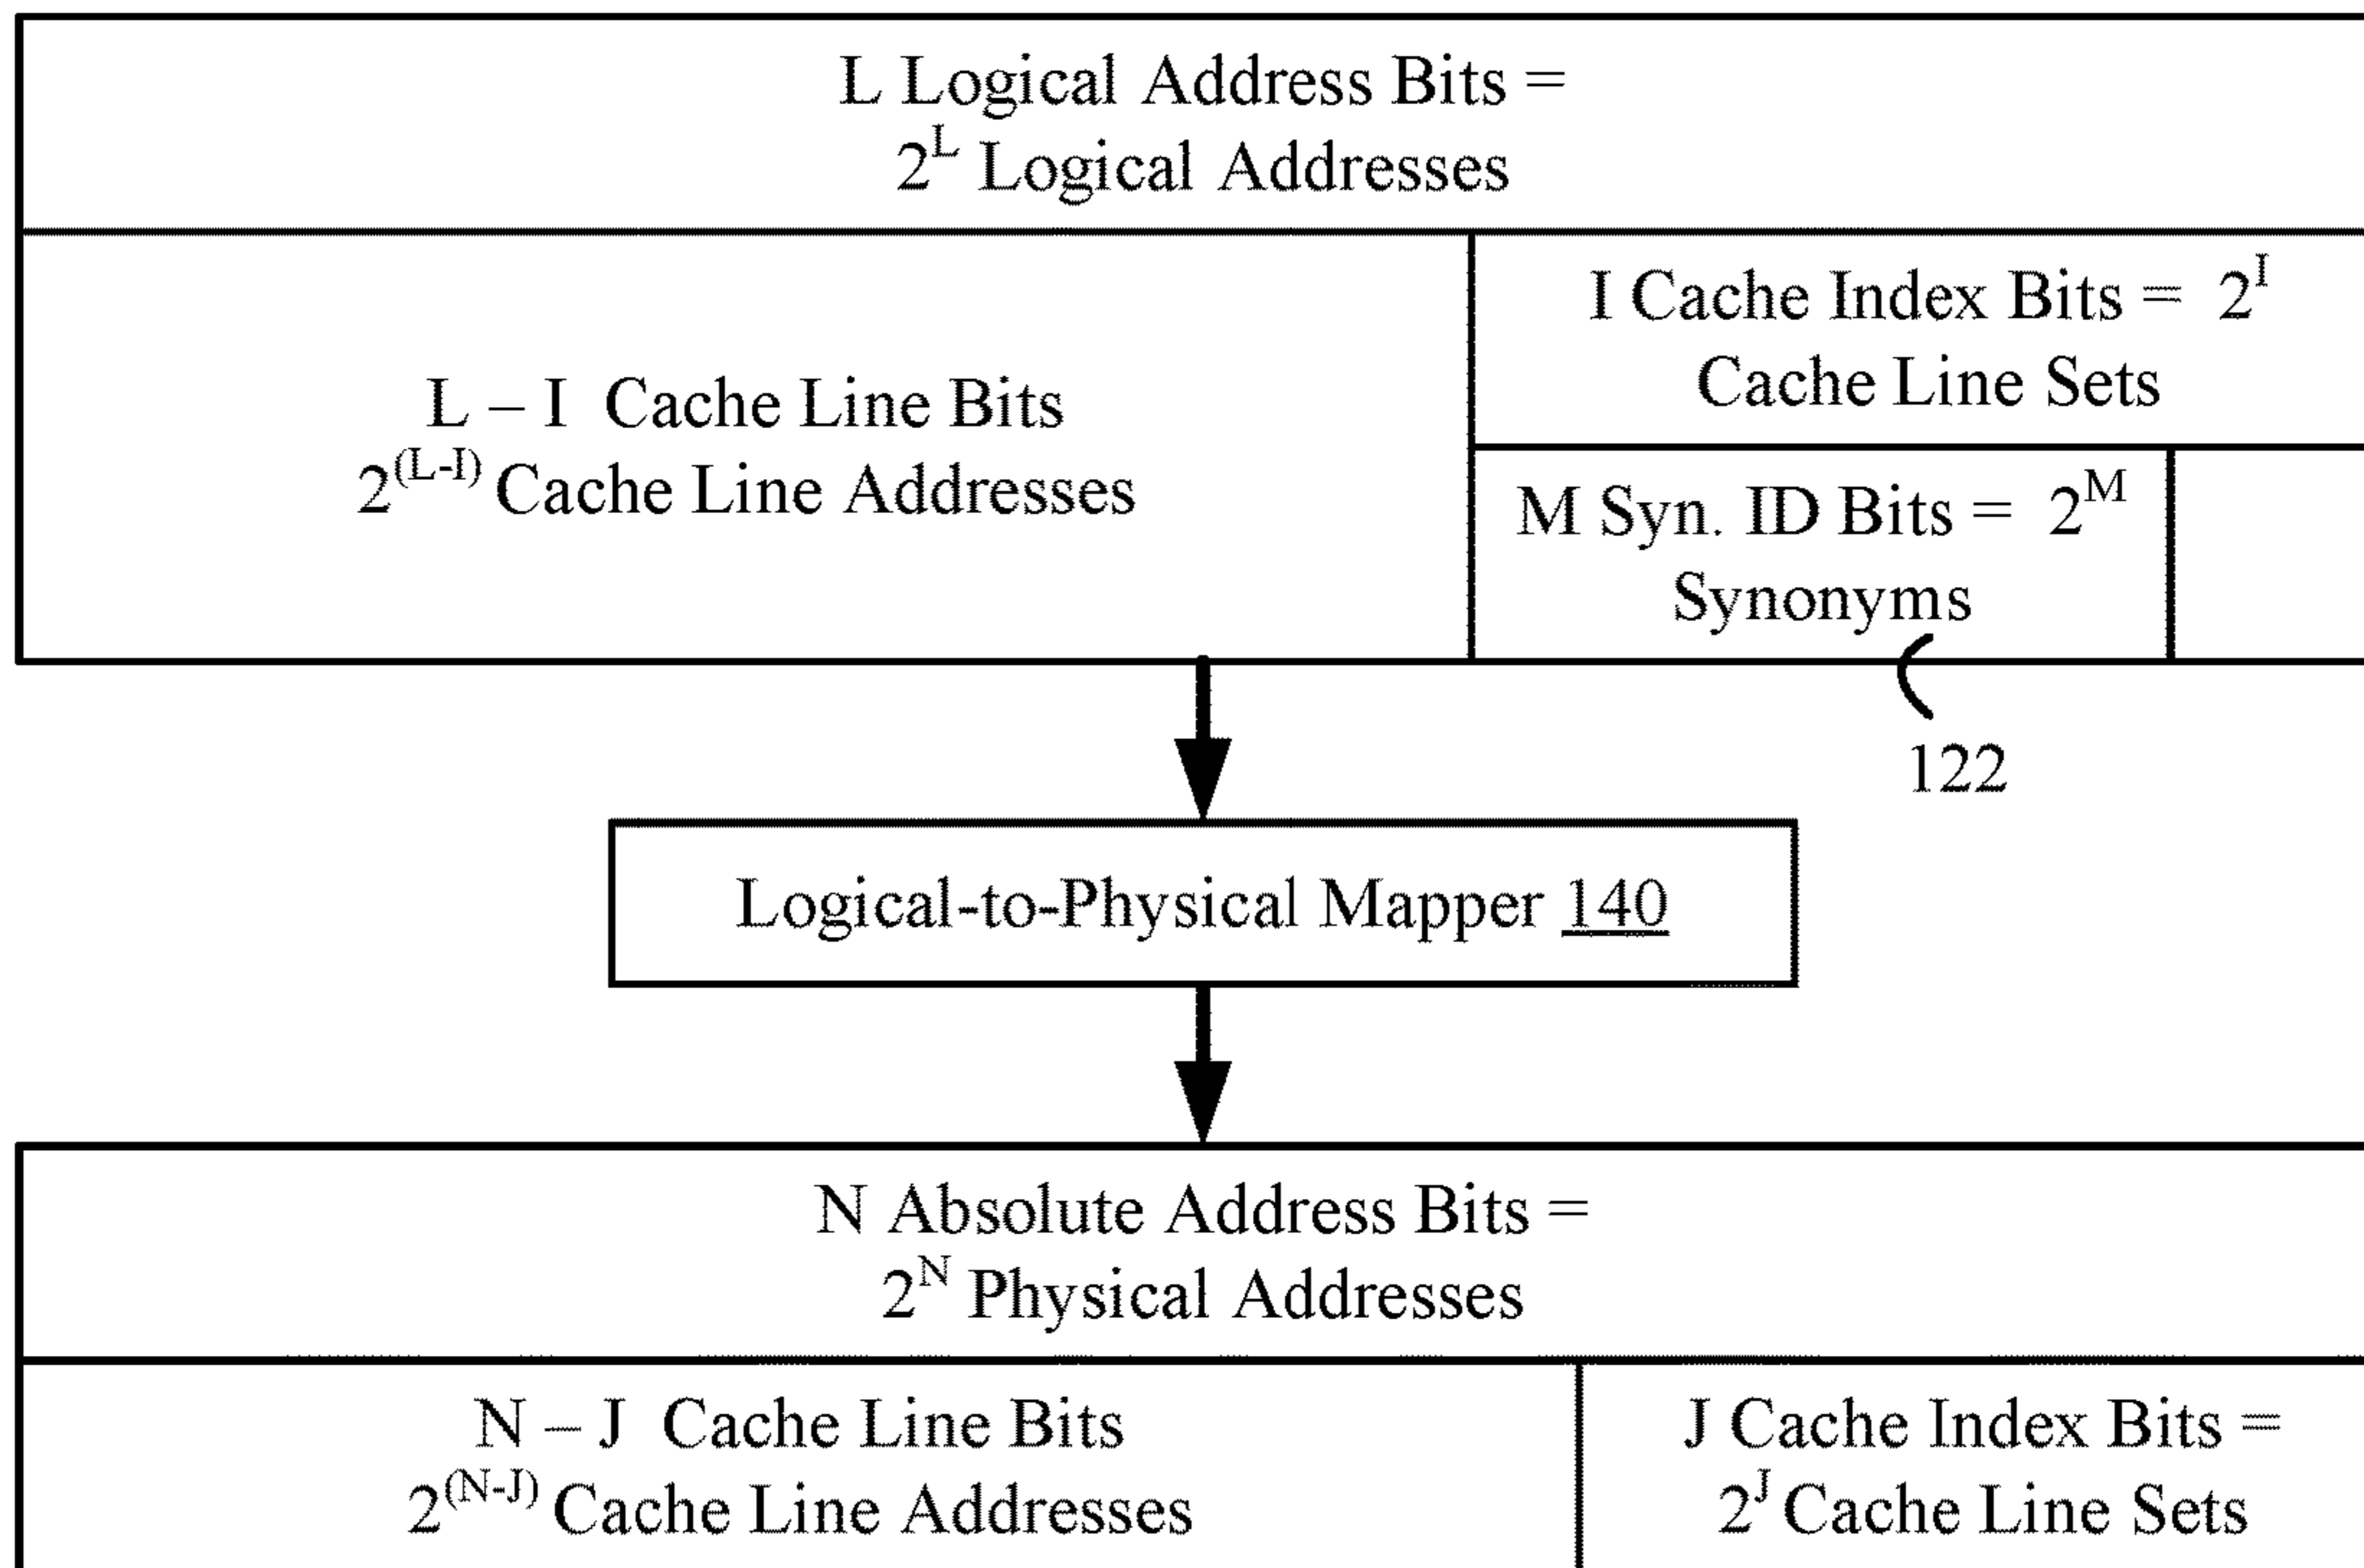 L Logical Address Bits =
2^L Logical Addresses
I Cache Index Bits = 2^I
Cache Line Sets
L – I Cache Line Bits
2^(L-I) Cache Line Addresses
M Syn. ID Bits = 2^M
Synonyms
122
Logical-to-Physical Mapper 140
N Absolute Address Bits =
2^N Physical Addresses
N – J Cache Line Bits
2^(N-J) Cache Line Addresses
J Cache Index Bits =
2^J Cache Line Sets